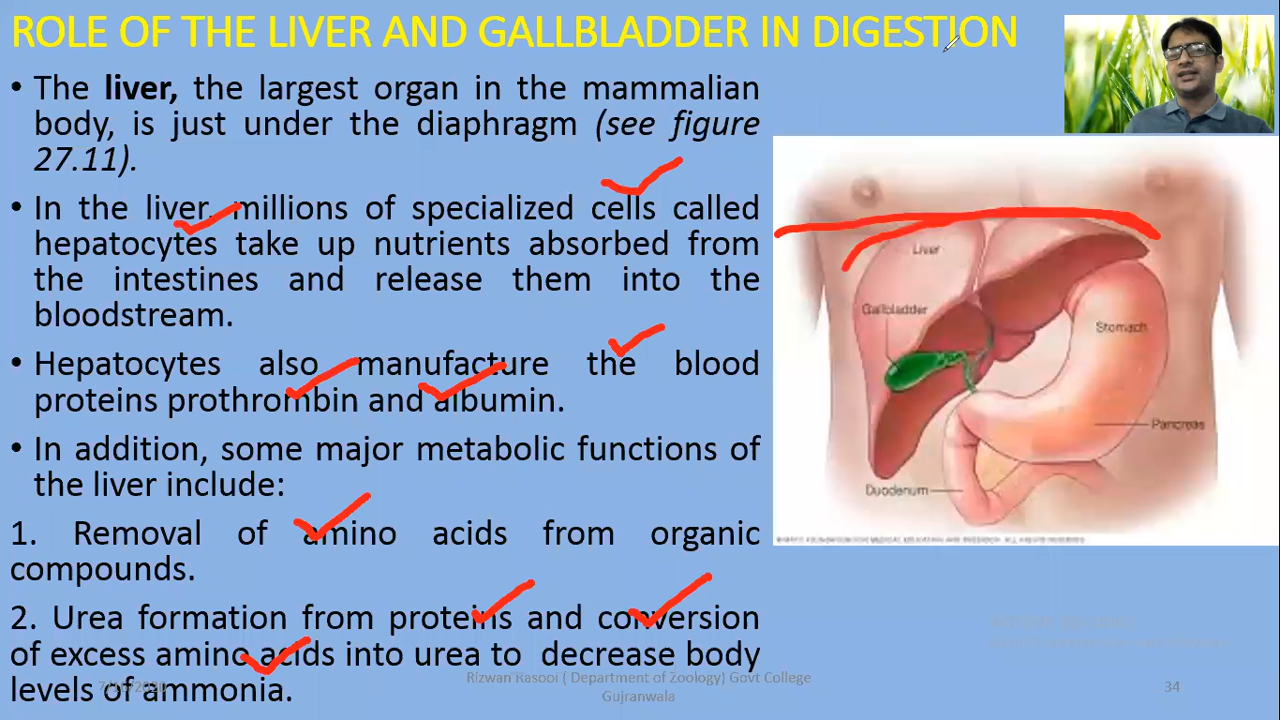 ROLE OF THE LIVER AND GALLBLADDER IN DIGESTION
• The liver, the largest organ in the mammalian
body, is just under the diaphragm (see figure
27.11).
• In the liver, millions of specialized cells called
hepatocytes take up nutrients absorbed from
the intestines and release them into the
bloodstream.
• Hepatocytes also manufacture the blood
proteins prothrombin and albumin.
• In addition, some major metabolic functions of
the liver include:
1. Removal of amino acids from organic
compounds.
2. Urea formation from proteins and conversion
of excess amino acids into urea to decrease body
levels of ammonia.
Liver
Gallbladder
Stomach
Pancreas
Duodenum
Rizwan Rasool ( Department of Zoology) Govt College
Gujranwala
34